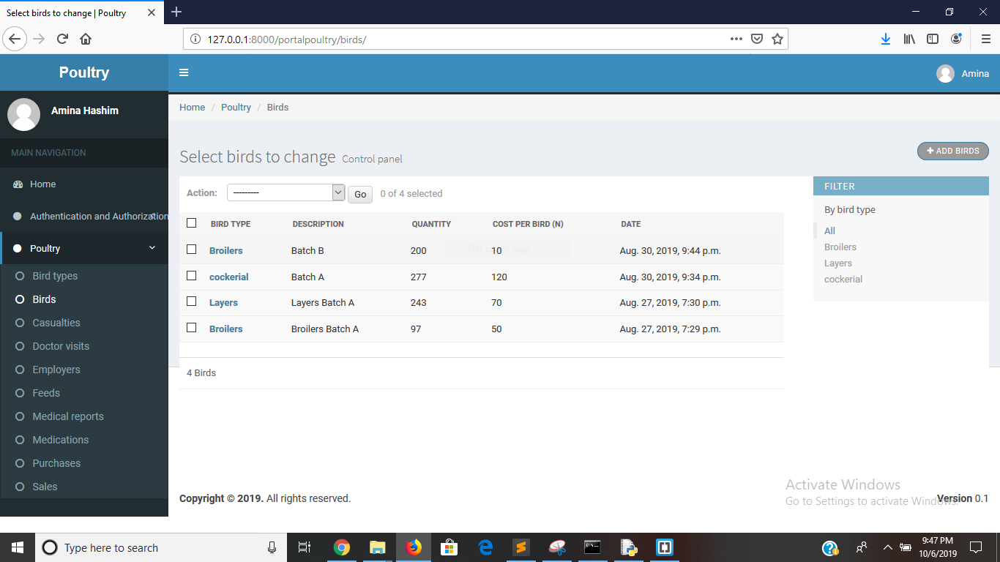 Select birds to change | Poultry
127.0.0.1:8000/portalpoultry/birds/
Poultry
Amina
Amina Hashim
Home / Poultry / Birds
MAIN NAVIGATION
Home
Authentication and Authorization
Poultry
Bird types
Birds
Casualties
Doctor visits
Employers
Feeds
Medical reports
Medications
Purchases
Sales
Select birds to change Control panel
ADD BIRDS
Action: --------- Go 0 of 4 selected
BIRD TYPE DESCRIPTION QUANTITY COST PER BIRD (N) DATE
Broilers Batch B 200 10 Aug. 30, 2019, 9:44 p.m.
cockerial Batch A 277 120 Aug. 30, 2019, 9:34 p.m.
Layers Layers Batch A 243 70 Aug. 27, 2019, 7:30 p.m.
Broilers Broilers Batch A 97 50 Aug. 27, 2019, 7:29 p.m.
4 Birds
FILTER
By bird type
All
Broilers
Layers
cockerial
Activate Windows
Go to Settings to activate Windows.
Copyright © 2019. All rights reserved.
Version 0.1
Type here to search
9:47 PM
10/6/2019